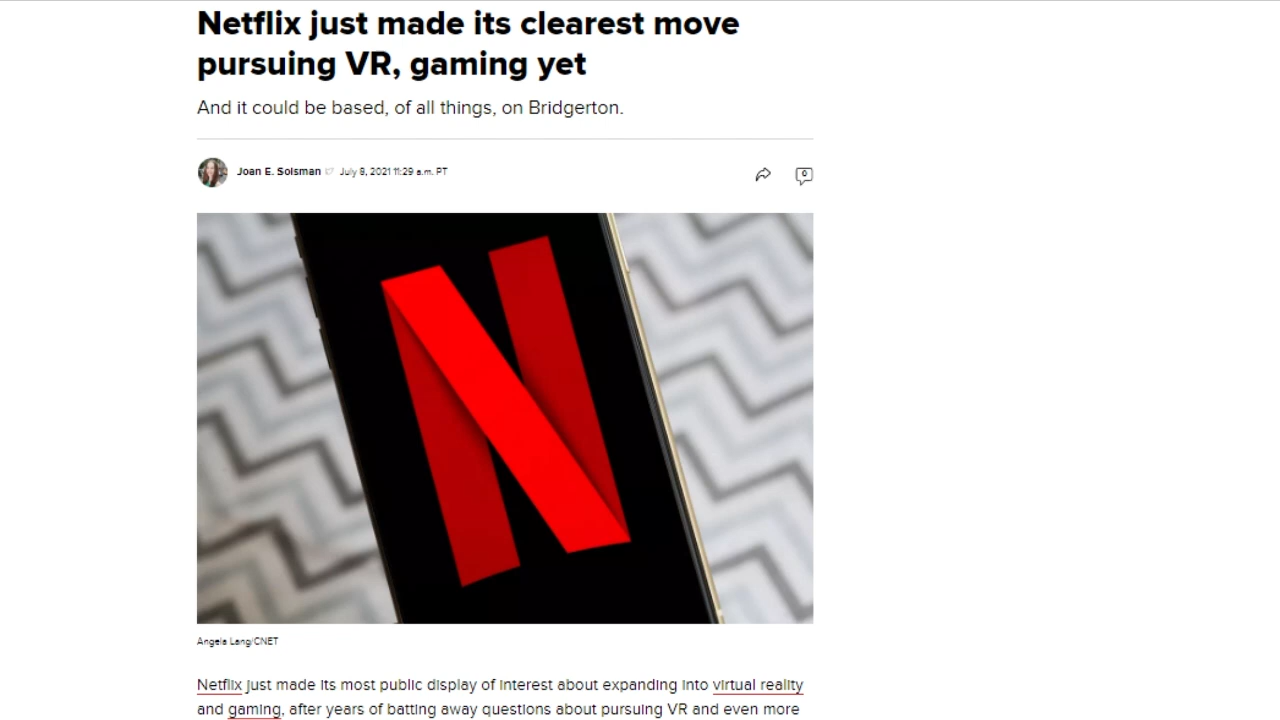 Netflix just made its clearest move
pursuing VR, gaming yet
And it could be based, of all things, on Bridgerton.
Joan E. Solsman July 8, 2021 11:29 a.m. PT
0
N
Angela Lang/CNET
Netflix just made its most public display of interest about expanding into virtual reality
and gaming, after years of batting away questions about pursuing VR and even more